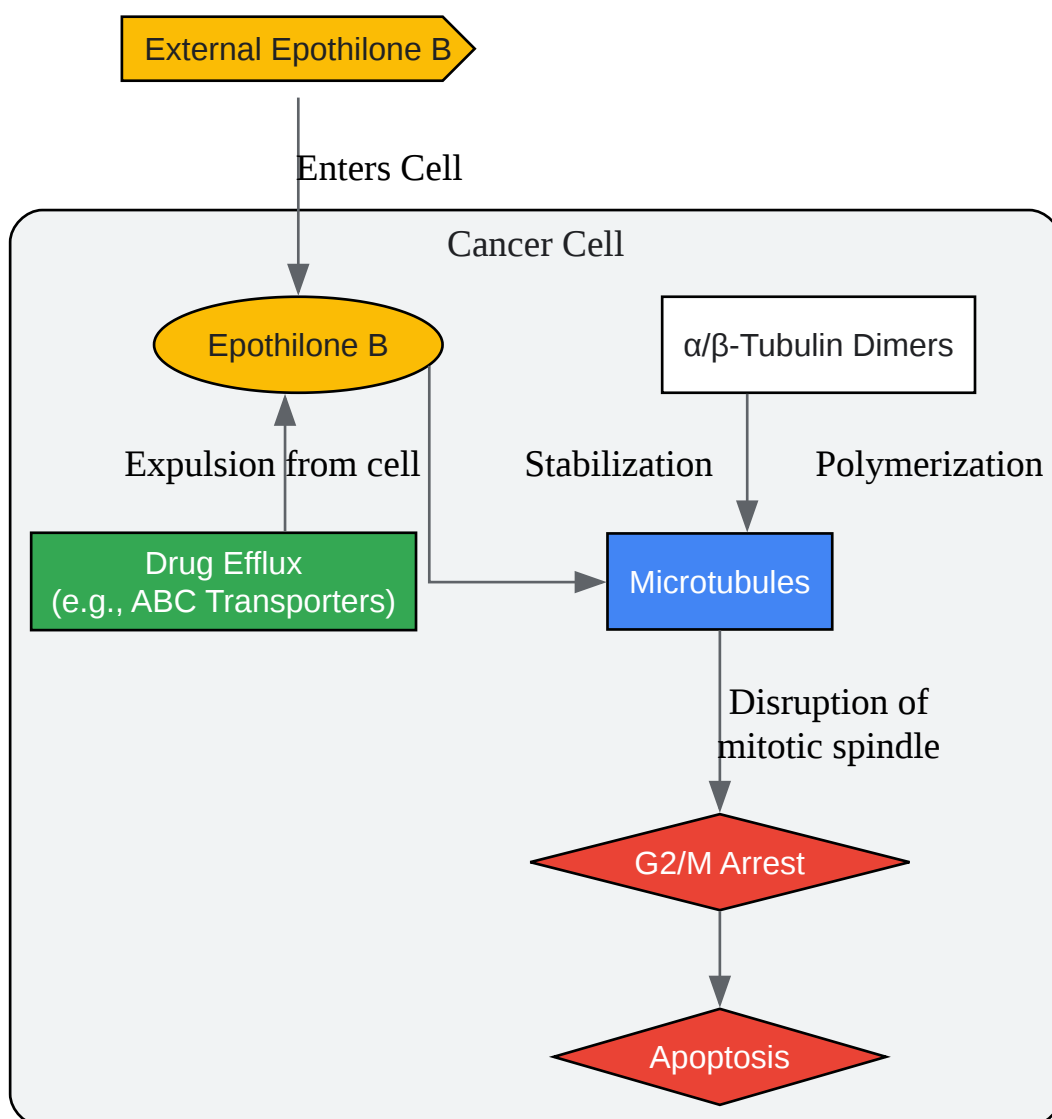 External Epothilone B
Enters Cell
Cancer Cell
Epothilone B
α/β-Tubulin Dimers
Expulsion from cell
Stabilization
Polymerization
Drug Efflux
(e.g., ABC Transporters)
Microtubules
Disruption of
mitotic spindle
G2/M Arrest
Apoptosis